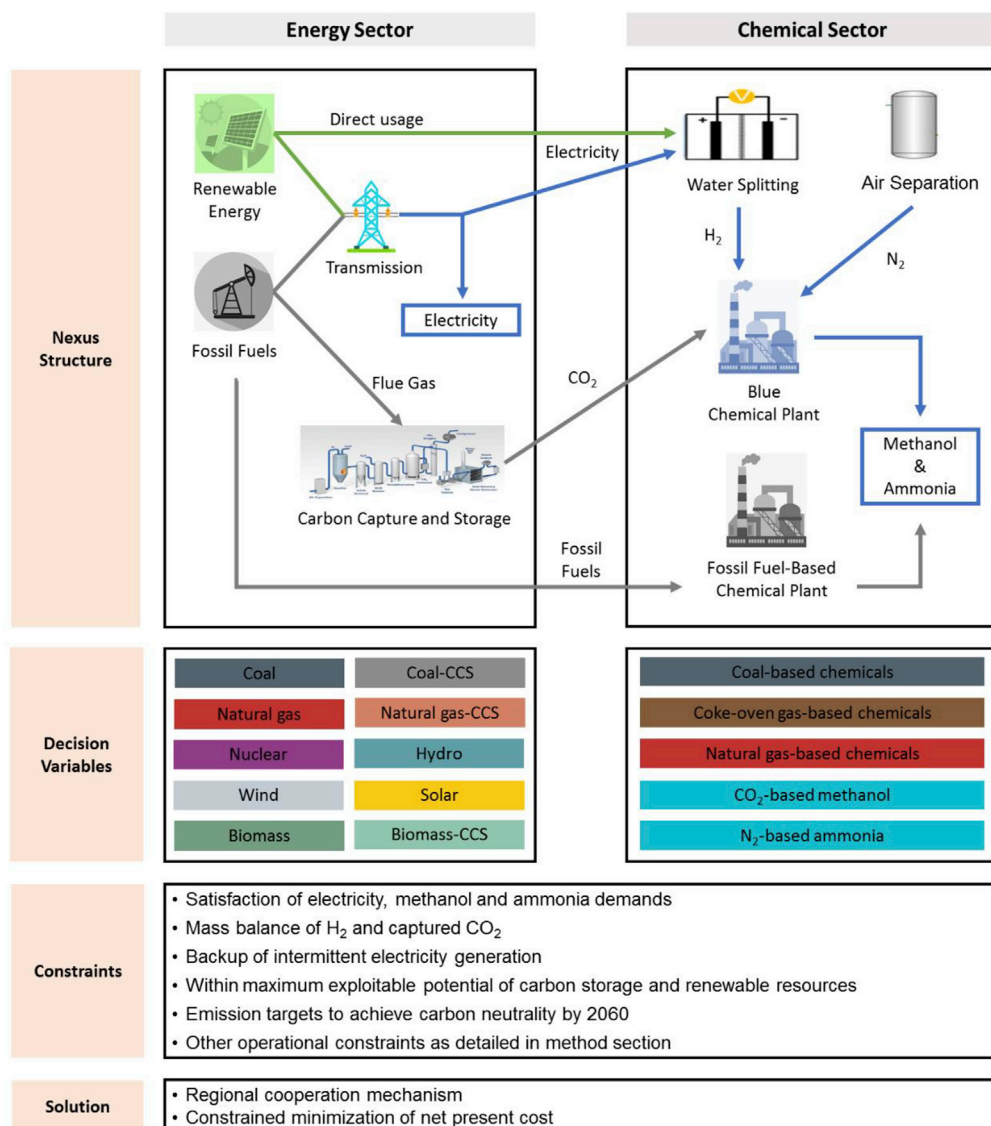 Energy Sector
Chemical Sector
Nexus
Structure
Direct usage
Electricity
Renewable
Energy
Transmission
Electricity
Fossil Fuels
Flue Gas
Carbon Capture and Storage
CO₂
Fossil
Fuels
V
+
−
Water Splitting
Air Separation
H₂
N₂
Blue
Chemical Plant
Methanol
&
Ammonia
Fossil Fuel-Based
Chemical Plant
Decision
Variables
Coal
Coal-CCS
Natural gas
Natural gas-CCS
Nuclear
Hydro
Wind
Solar
Biomass
Biomass-CCS
Coal-based chemicals
Coke-oven gas-based chemicals
Natural gas-based chemicals
CO₂-based methanol
N₂-based ammonia
Constraints
• Satisfaction of electricity, methanol and ammonia demands
• Mass balance of H₂ and captured CO₂
• Backup of intermittent electricity generation
• Within maximum exploitable potential of carbon storage and renewable resources
• Emission targets to achieve carbon neutrality by 2060
• Other operational constraints as detailed in method section
Solution
• Regional cooperation mechanism
• Constrained minimization of net present cost